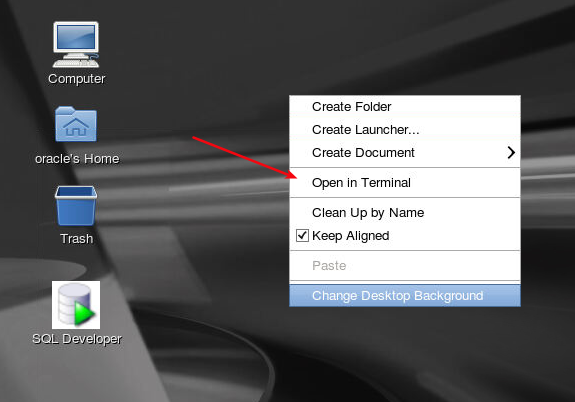 Computer
oracle's Home
Trash
SQL Developer
Create Folder
Create Launcher...
Create Document
Open in Terminal
Clean Up by Name
Keep Aligned
Paste
Change Desktop Background